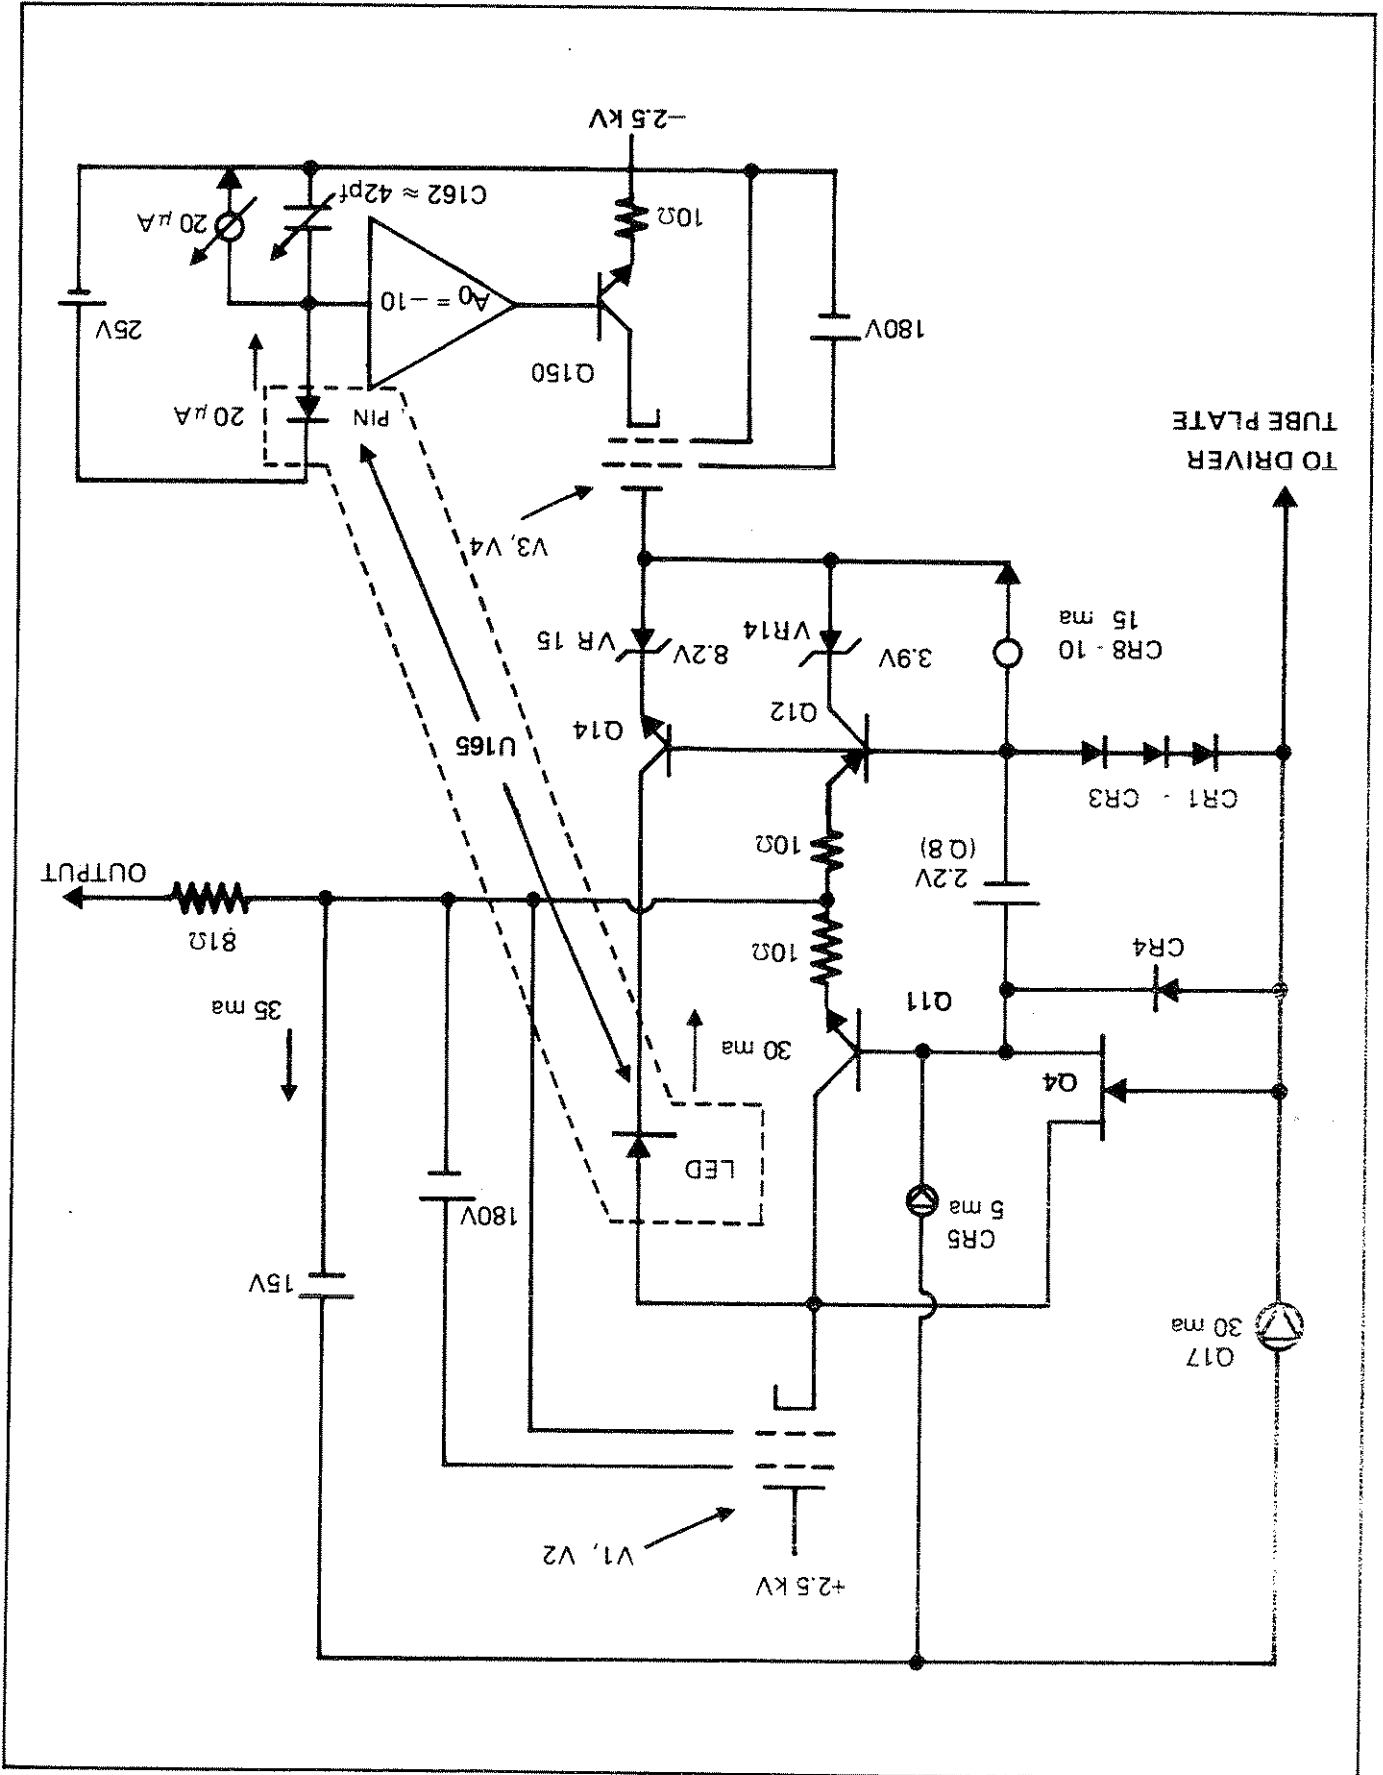 +2.5 kV
V1, V2
15V
180V
Q17
30 ma
CR5
5 ma
LED
Q4
30 ma
35 ma
Q11
CR4
10Ω
81Ω
2.2V
(Q8)
10Ω
OUTPUT
CR1 - CR3
U165
Q12
Q14
CR8 - 10
15 ma
3.9V
VR14
8.2V
VR 15
V3, V4
TO DRIVER
TUBE PLATE
PIN
20 μA
Q150
180V
25V
A₀ = −10
20 μA
10Ω
C162 ≈ 42pf
−2.5 kV